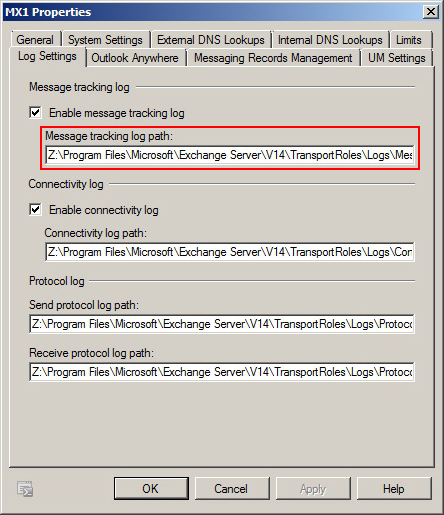 MX1 Properties
General System Settings External DNS Lookups Internal DNS Lookups Limits
Log Settings Outlook Anywhere Messaging Records Management UM Settings
Message tracking log
Enable message tracking log
Message tracking log path:
Z:\Program Files\Microsoft\Exchange Server\V14\TransportRoles\Logs\Mes
Connectivity log
Enable connectivity log
Connectivity log path:
Z:\Program Files\Microsoft\Exchange Server\V14\TransportRoles\Logs\Con
Protocol log
Send protocol log path:
Z:\Program Files\Microsoft\Exchange Server\V14\TransportRoles\Logs\Protoco
Receive protocol log path:
Z:\Program Files\Microsoft\Exchange Server\V14\TransportRoles\Logs\Protoco
OK Cancel Apply Help